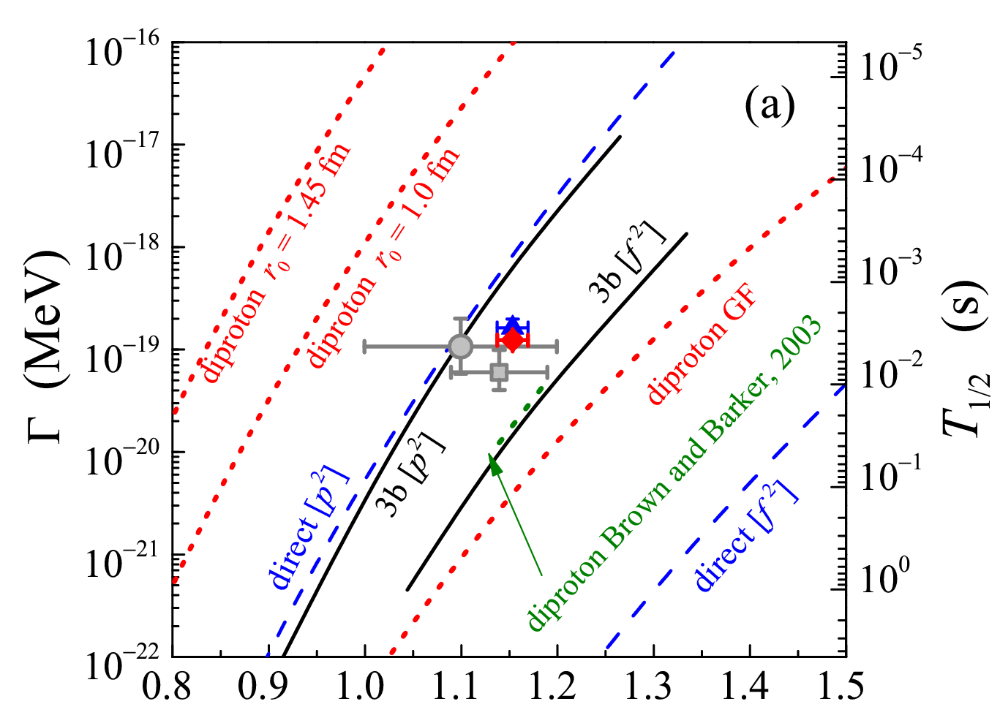 (a)
Γ (MeV)
10⁻¹⁶
10⁻¹⁷
10⁻¹⁸
10⁻¹⁹
10⁻²⁰
10⁻²¹
10⁻²²
diproton r₀ = 1.45 fm
diproton r₀ = 1.0 fm
3b [f²]
diproton GF
diproton Brown and Barker, 2003
3b [p²]
direct [p²]
direct [f²]
10⁻⁵
10⁻⁴
10⁻³
10⁻²
10⁻¹
10⁰
T₁/₂ (s)
0.8 0.9 1.0 1.1 1.2 1.3 1.4 1.5